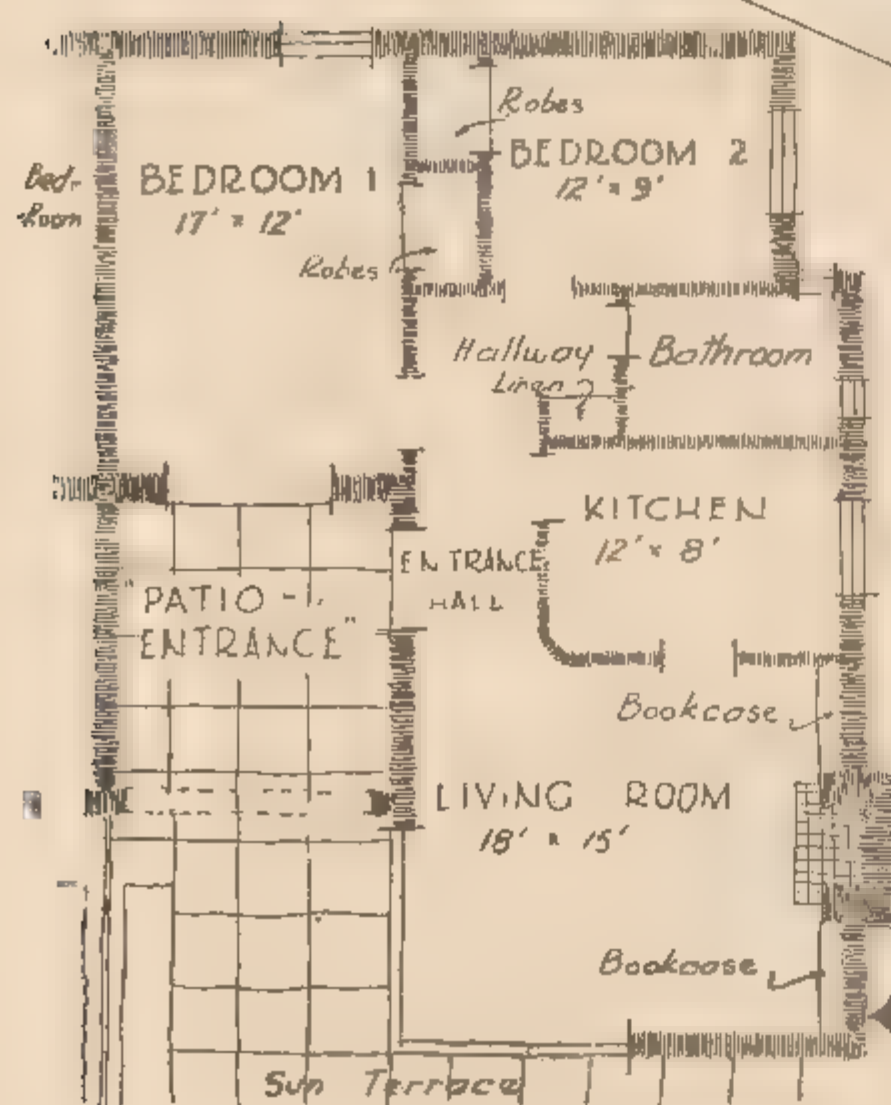 Robes
BEDROOM 2
12' x 9'
Bed-
Room
BEDROOM 1
17' x 12'
Robes
Hallway
Linen
Bathroom
KITCHEN
12' x 8'
ENTRANCE
HALL
"PATIO -
ENTRANCE"
Bookcase
LIVING ROOM
18' x 15'
Bookcase
Sun Terrace